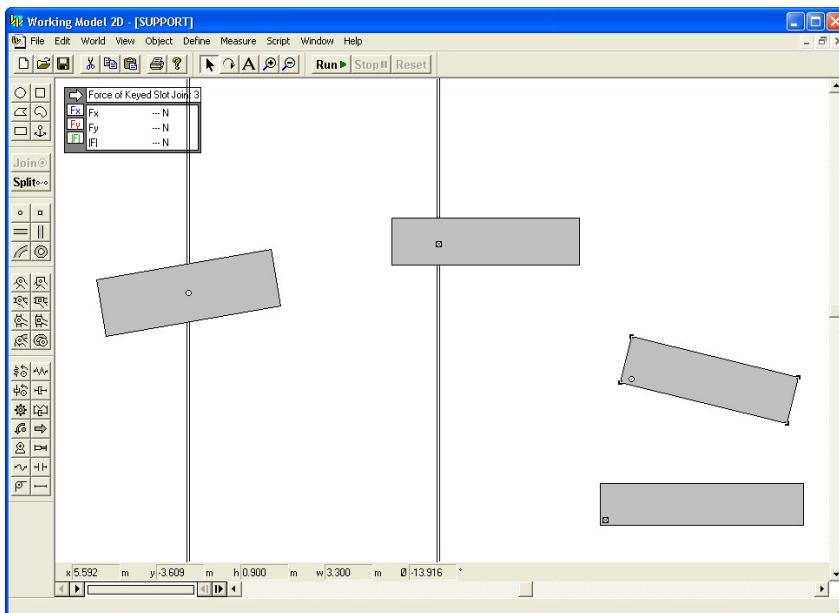 Working Model 2D - [SUPPORT]
File Edit World View Object Define Measure Script Window Help
A Run Stop Reset
Force of Keyed Slot Joint 3
Fx Fx --- N
Fy Fy --- N
|F| |F| --- N
Join
Split
x 5.592 m y -3.609 m h 0.900 m w 3.300 m Ø -13.916 °